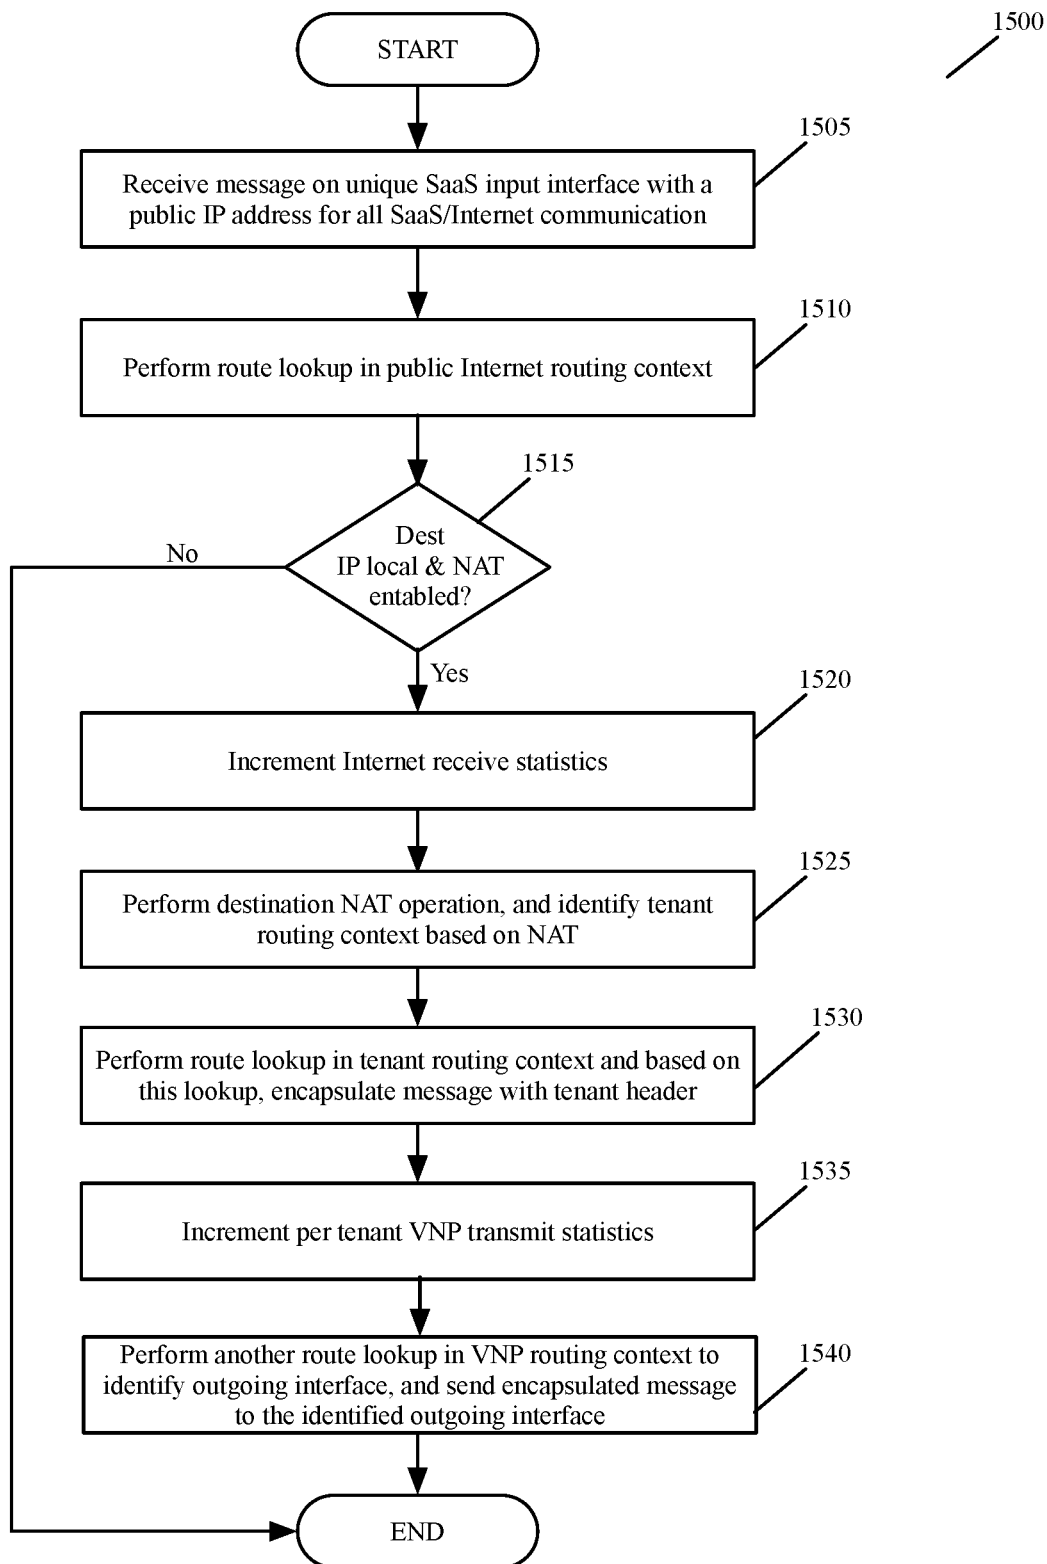 1500
START
1505
Receive message on unique SaaS input interface with a
public IP address for all SaaS/Internet communication
1510
Perform route lookup in public Internet routing context
1515
Dest
IP local & NAT
entabled?
No
Yes
1520
Increment Internet receive statistics
1525
Perform destination NAT operation, and identify tenant
routing context based on NAT
1530
Perform route lookup in tenant routing context and based on
this lookup, encapsulate message with tenant header
1535
Increment per tenant VNP transmit statistics
1540
Perform another route lookup in VNP routing context to
identify outgoing interface, and send encapsulated message
to the identified outgoing interface
END